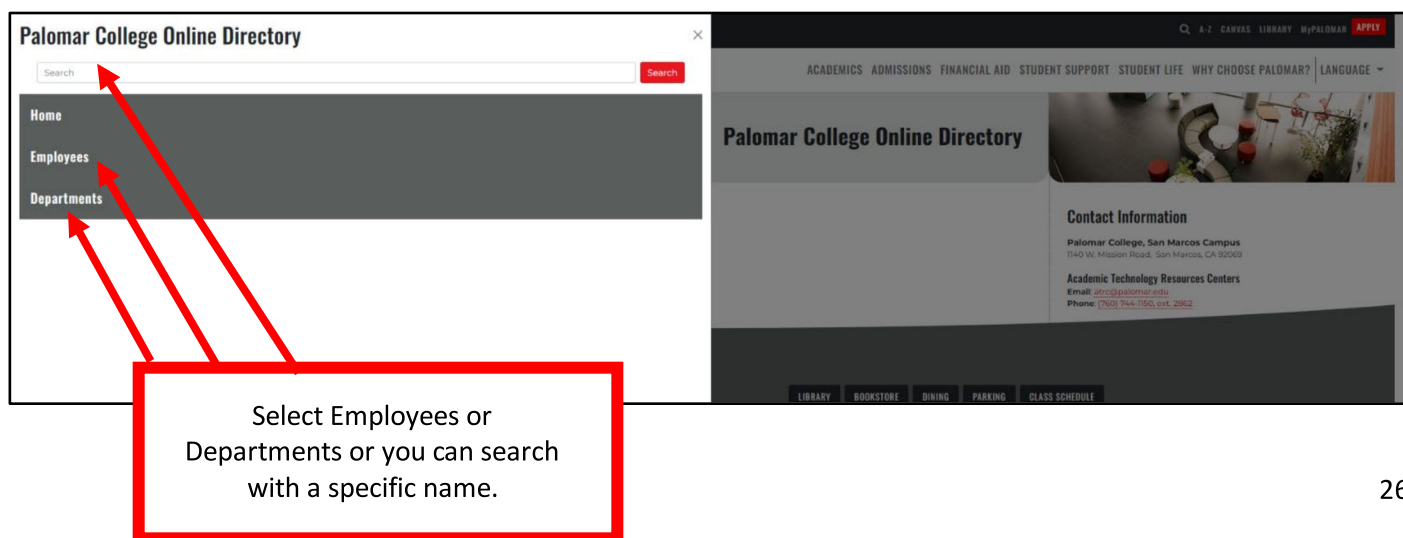 Palomar College Online Directory
×
Search
Search
Home
Employees
Departments
A-Z CANVAS LIBRARY MyPALOMAR APPLY
ACADEMICS ADMISSIONS FINANCIAL AID STUDENT SUPPORT STUDENT LIFE WHY CHOOSE PALOMAR? LANGUAGE
Palomar College Online Directory
Contact Information
Palomar College, San Marcos Campus
1140 W. Mission Road, San Marcos, CA 92069
Academic Technology Resources Centers
Email: atrc@palomar.edu
Phone: (760) 744-1150, ext. 2862
LIBRARY BOOKSTORE DINING PARKING CLASS SCHEDULE
Select Employees or
Departments or you can search
with a specific name.
26